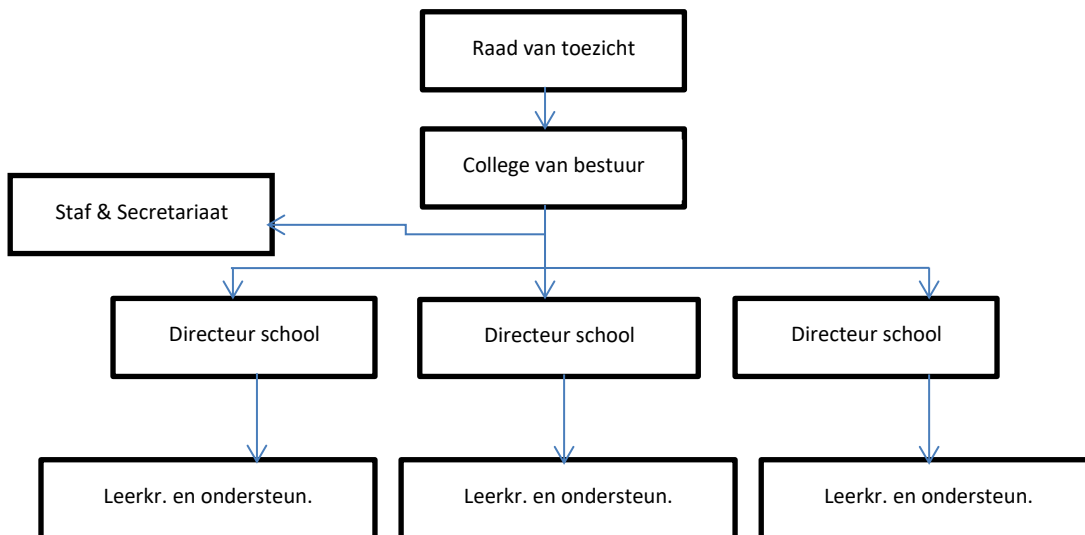 Raad van toezicht
College van bestuur
Staf & Secretariaat
Directeur school
Directeur school
Directeur school
Leerkr. en ondersteun.
Leerkr. en ondersteun.
Leerkr. en ondersteun.